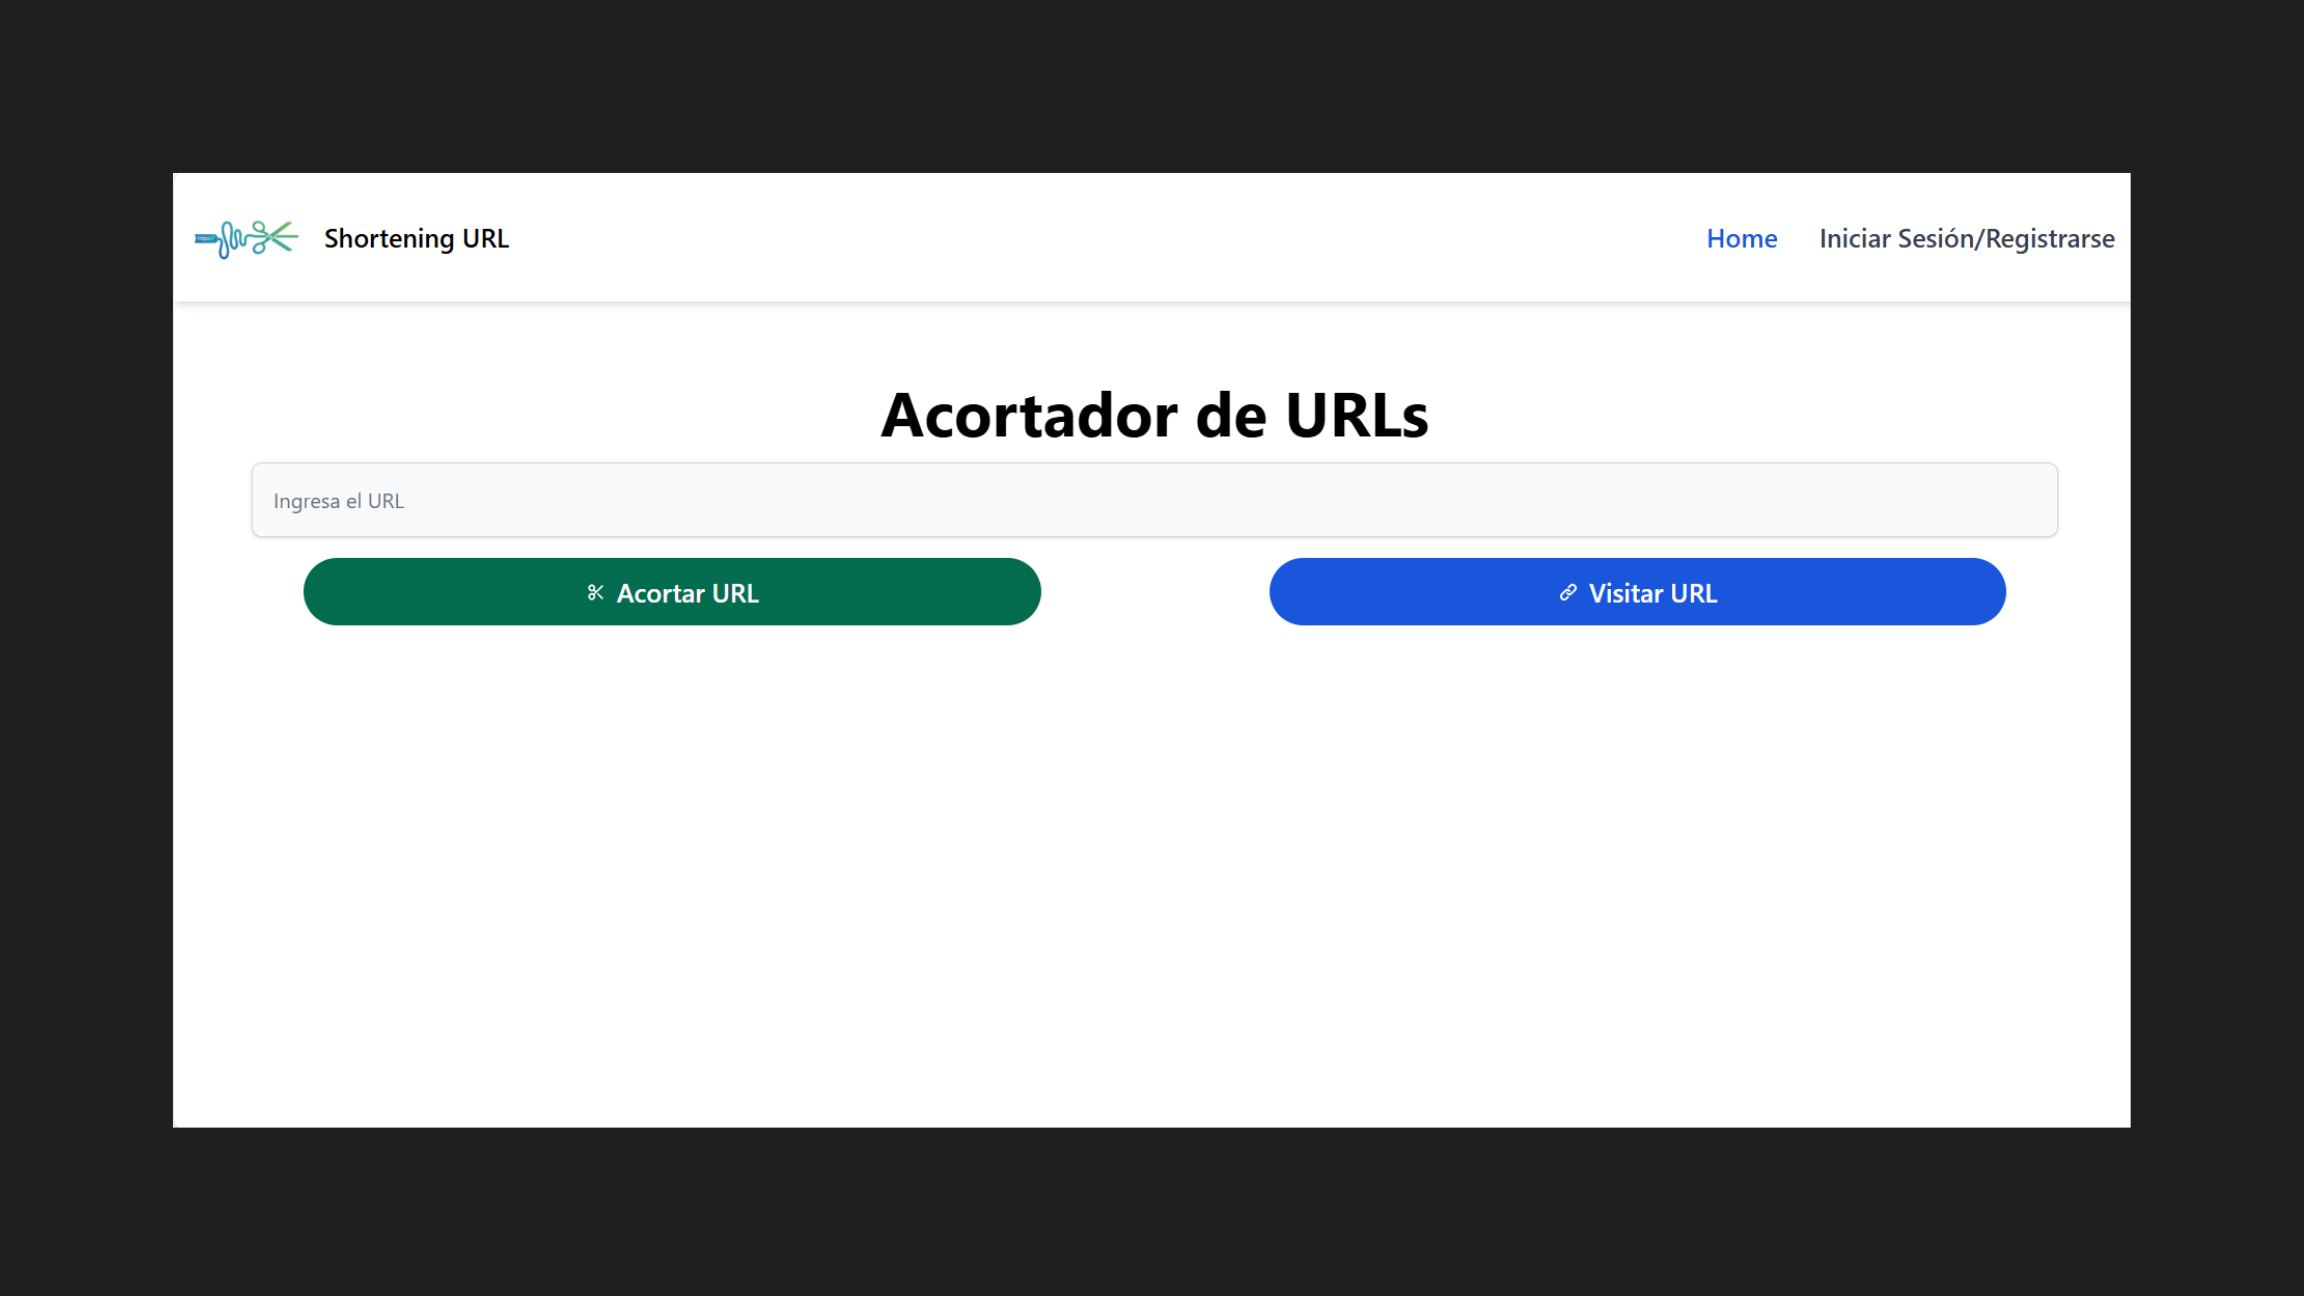 Shortening URL
Home
Iniciar Sesión/Registrarse
Acortador de URLs
Ingresa el URL
Acortar URL
Visitar URL